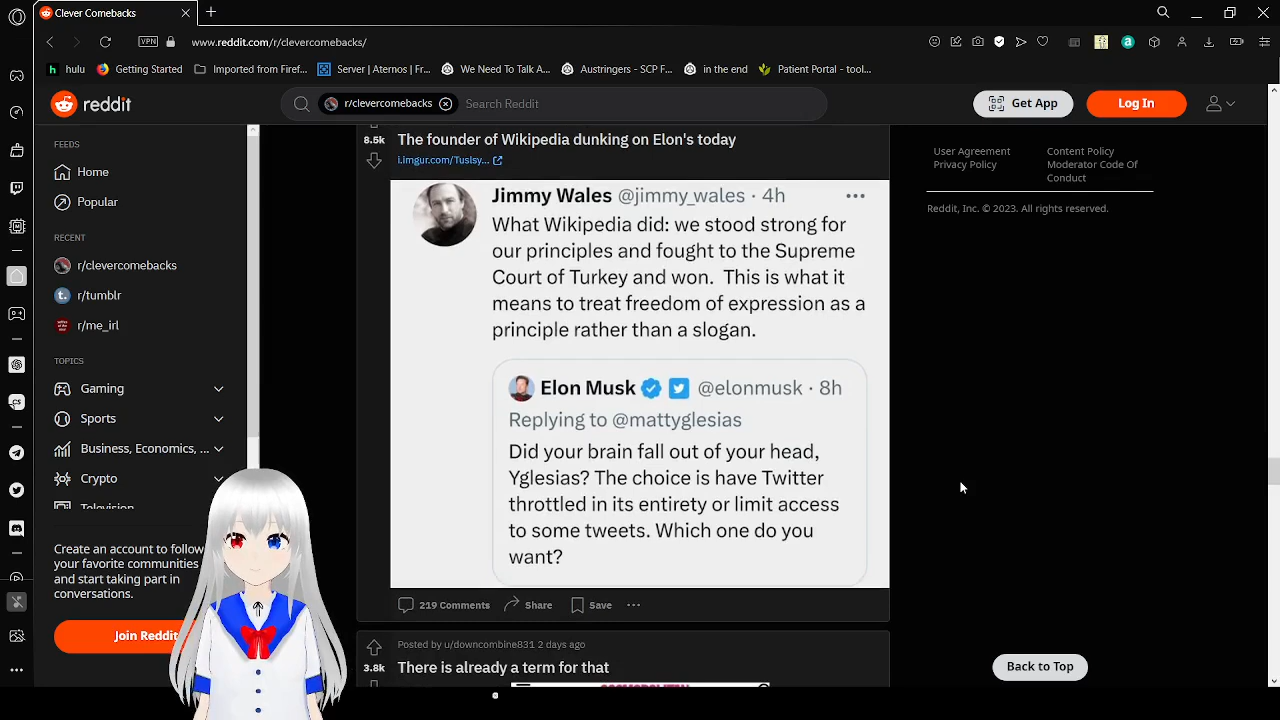 Clever Comebacks
www.reddit.com/r/clevercomebacks/
VPN
hulu
Getting Started
Imported from Firef...
Server | Aternos | Fr...
We Need To Talk A...
Austringers - SCP F...
in the end
Patient Portal - tool...
reddit
r/clevercomebacks
Search Reddit
Get App
Log In
FEEDS
Home
Popular
RECENT
r/clevercomebacks
r/tumblr
r/me_irl
TOPICS
Gaming
Sports
Business, Economics, ...
Crypto
Television
Create an account to follow
your favorite communities
and start taking part in
conversations.
Join Reddit
8.5k
The founder of Wikipedia dunking on Elon's today
i.imgur.com/Tuslsy...
Jimmy Wales @jimmy_wales · 4h
What Wikipedia did: we stood strong for
our principles and fought to the Supreme
Court of Turkey and won. This is what it
means to treat freedom of expression as a
principle rather than a slogan.
Elon Musk @elonmusk · 8h
Replying to @mattyglesias
Did your brain fall out of your head,
Yglesias? The choice is have Twitter
throttled in its entirety or limit access
to some tweets. Which one do you
want?
219 Comments
Share
Save
Posted by u/downcombine831 2 days ago
3.8k
There is already a term for that
COSMOPOLITAN
User Agreement
Privacy Policy
Content Policy
Moderator Code Of
Conduct
Reddit, Inc. © 2023. All rights reserved.
Back to Top